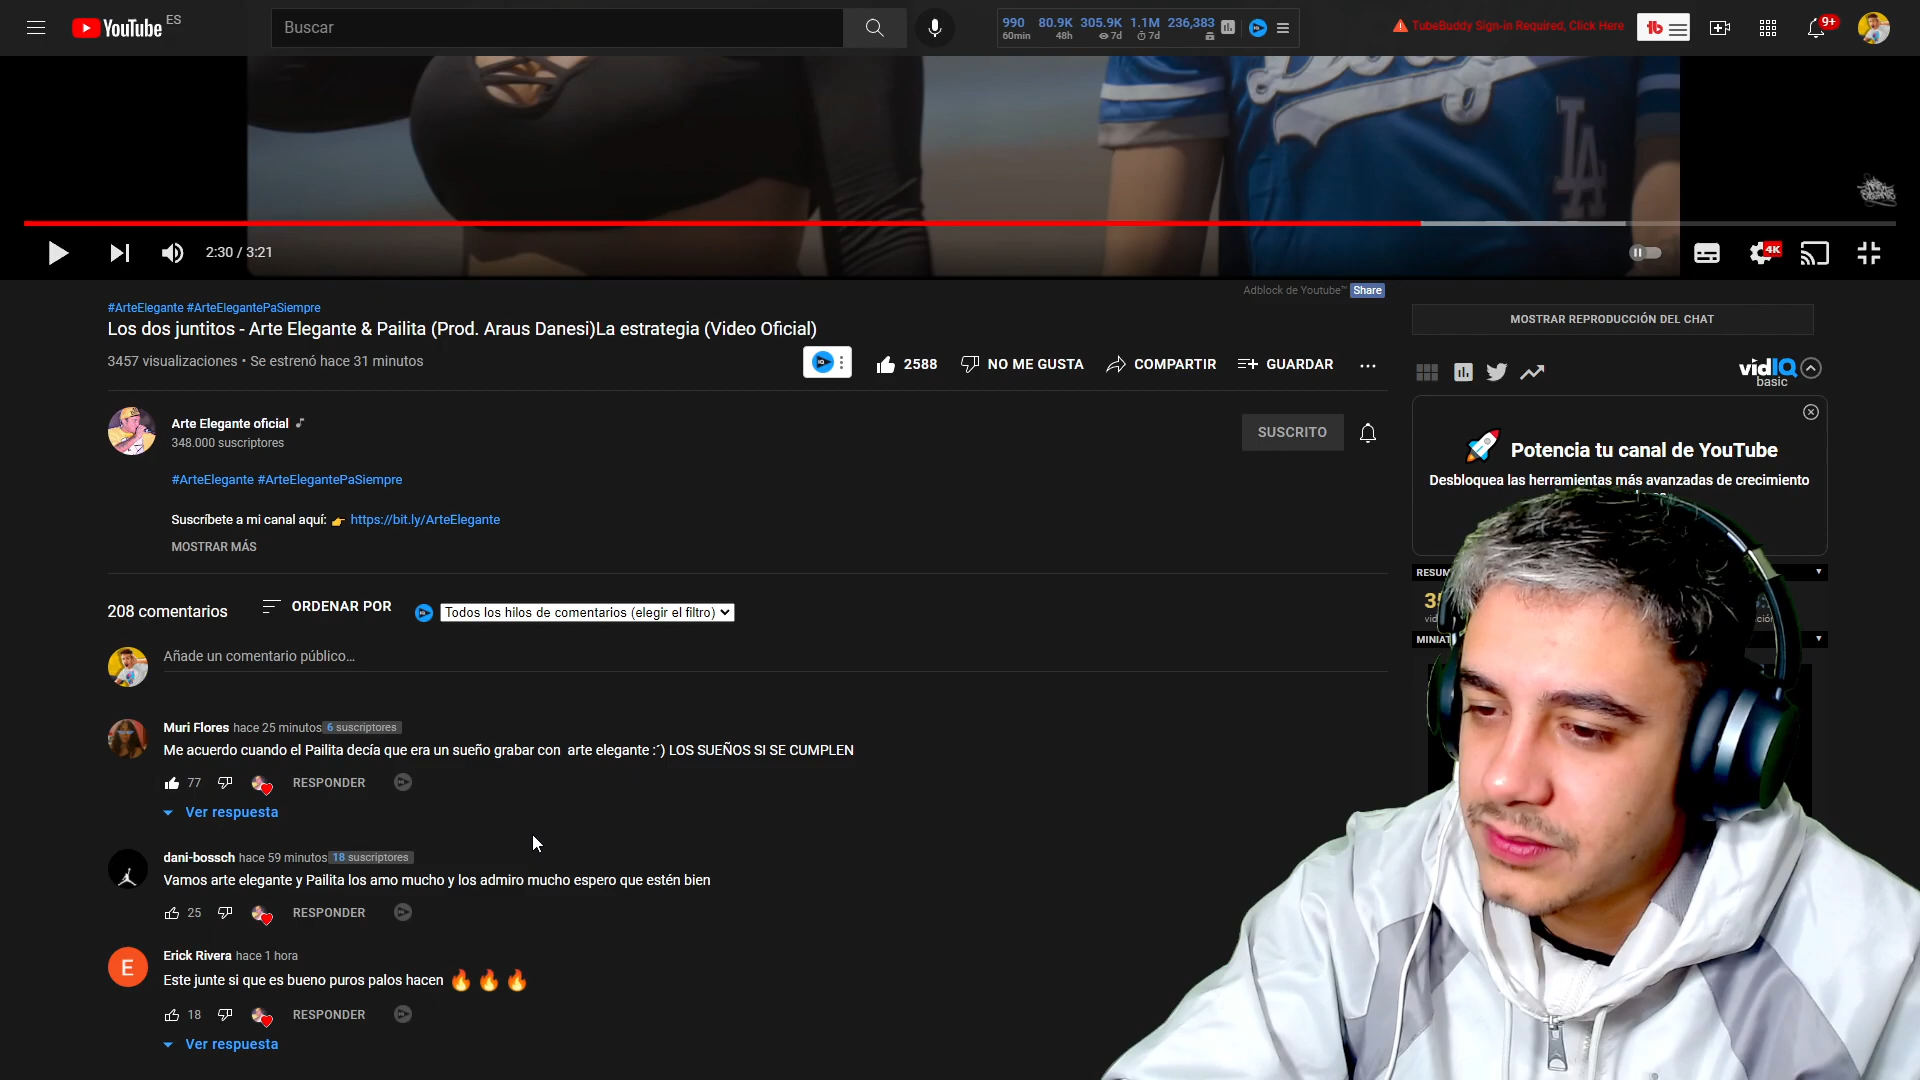 YouTube ES
Buscar
990 80.9K 305.9K 1.1M 236,383
60min 48h 7d 7d
TubeBuddy Sign-in Required, Click Here
tb
9+
LA
2:30 / 3:21
4K
Adblock de Youtube™ Share
#ArteElegante #ArteElegantePaSiempre
Los dos juntitos - Arte Elegante & Pailita (Prod. Araus Danesi)La estrategia (Video Oficial)
3457 visualizaciones • Se estrenó hace 31 minutos
2588
NO ME GUSTA
COMPARTIR
GUARDAR
Arte Elegante oficial
348.000 suscriptores
SUSCRITO
#ArteElegante #ArteElegantePaSiempre
Suscríbete a mi canal aquí: 👉 https://bit.ly/ArteElegante
MOSTRAR MÁS
208 comentarios
ORDENAR POR
Todos los hilos de comentarios (elegir el filtro)
Añade un comentario público...
Muri Flores hace 25 minutos 6 suscriptores
Me acuerdo cuando el Pailita decía que era un sueño grabar con arte elegante :´) LOS SUEÑOS SI SE CUMPLEN
77 RESPONDER
Ver respuesta
dani-bossch hace 59 minutos 18 suscriptores
Vamos arte elegante y Pailita los amo mucho y los admiro mucho espero que estén bien
25 RESPONDER
E
Erick Rivera hace 1 hora
Este junte si que es bueno puros palos hacen 🔥 🔥 🔥
18 RESPONDER
Ver respuesta
MOSTRAR REPRODUCCIÓN DEL CHAT
vidIQ
basic
Potencia tu canal de YouTube
Desbloquea las herramientas más avanzadas de crecimiento